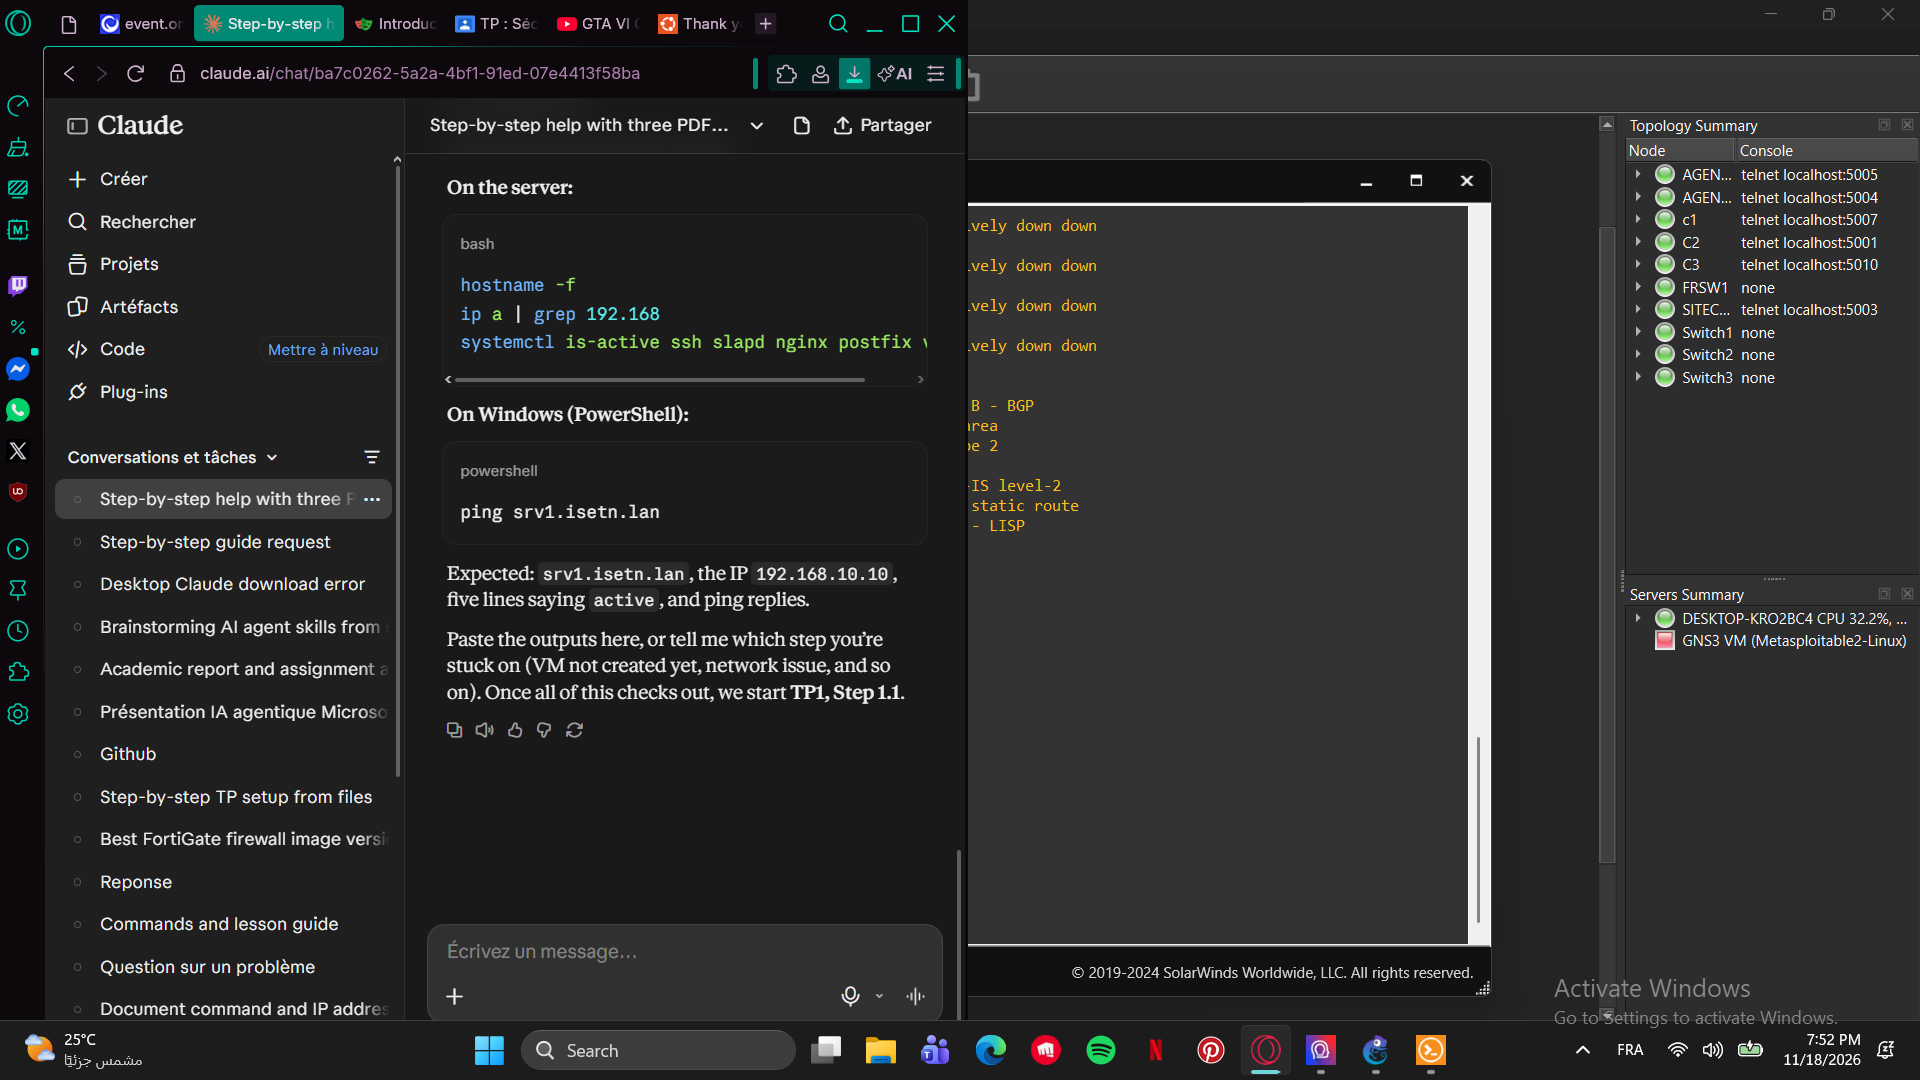 event.or
Step-by-step h
Introduc
TP : Séc
GTA VI
Thank y
claude.ai/chat/ba7c0262-5a2a-4bf1-91ed-07e4413f58ba
AI
Claude
Créer
Rechercher
Projets
Artéfacts
Code
Mettre à niveau
Plug-ins
Conversations et tâches
Step-by-step help with three P
Step-by-step guide request
Desktop Claude download error
Brainstorming AI agent skills from
Academic report and assignment a
Présentation IA agentique Microso
Github
Step-by-step TP setup from files
Best FortiGate firewall image versi
Reponse
Commands and lesson guide
Question sur un problème
Document command and IP addres
Step-by-step help with three PDF...
Partager
On the server:
bash
hostname -f
ip a | grep 192.168
systemctl is-active ssh slapd nginx postfix
On Windows (PowerShell):
powershell
ping srv1.isetn.lan
Expected: srv1.isetn.lan, the IP 192.168.10.10,
five lines saying active, and ping replies.
Paste the outputs here, or tell me which step you're
stuck on (VM not created yet, network issue, and so
on). Once all of this checks out, we start TP1, Step 1.1.
Écrivez un message...
ively down down
ively down down
ively down down
ively down down
B - BGP
area
pe 2
-IS level-2
static route
- LISP
© 2019-2024 SolarWinds Worldwide, LLC. All rights reserved.
Topology Summary
Node Console
AGEN... telnet localhost:5005
AGEN... telnet localhost:5004
c1 telnet localhost:5007
C2 telnet localhost:5001
C3 telnet localhost:5010
FRSW1 none
SITEC... telnet localhost:5003
Switch1 none
Switch2 none
Switch3 none
Servers Summary
DESKTOP-KRO2BC4 CPU 32.2%, ...
GNS3 VM (Metasploitable2-Linux)
Activate Windows
Go to Settings to activate Windows.
25°C
مشمس جزئيًا
Search
FRA
7:52 PM
11/18/2026